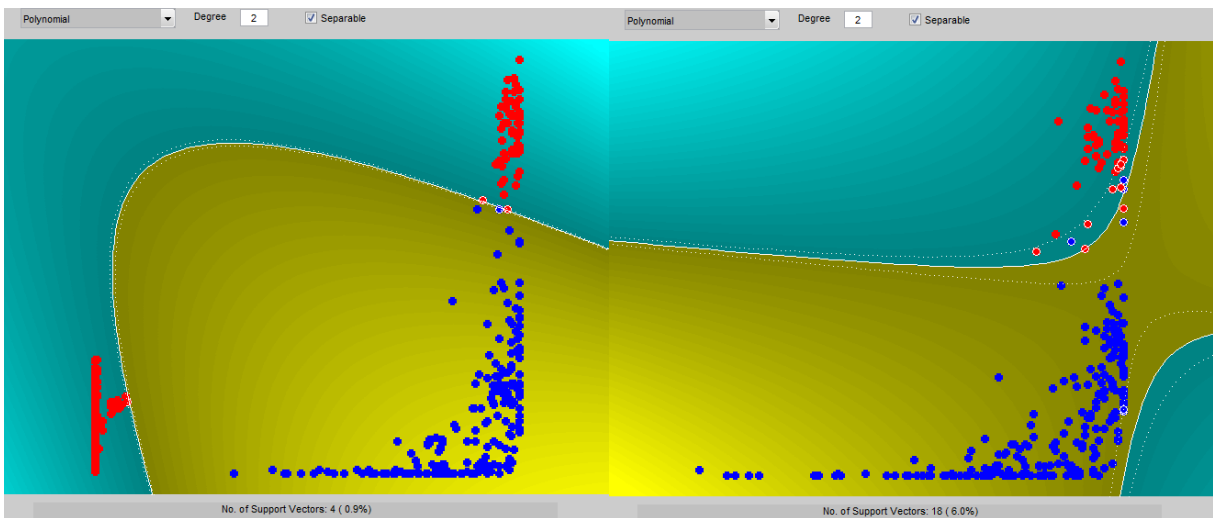 Polynomial Degree 2 Separable
No. of Support Vectors: 4 ( 0.9%)
Polynomial Degree 2 Separable
No. of Support Vectors: 18 ( 6.0%)